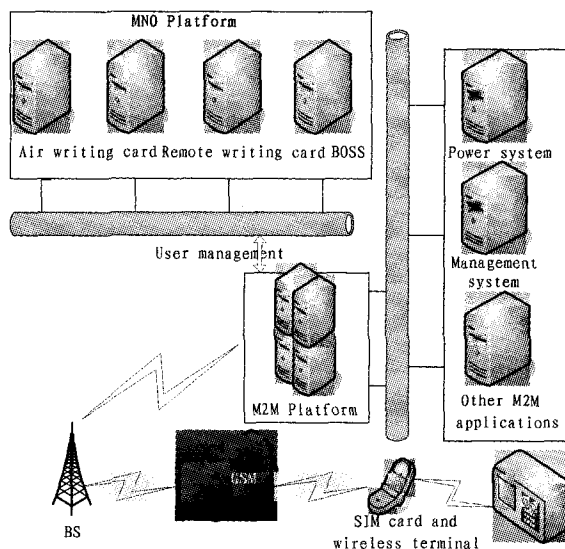 MNO Platform
Air writing card Remote writing card BOSS
Power system
User management
Management
system
M2M Platform
Other M2M
applications
GSM
BS
SIM card and
wireless terminal